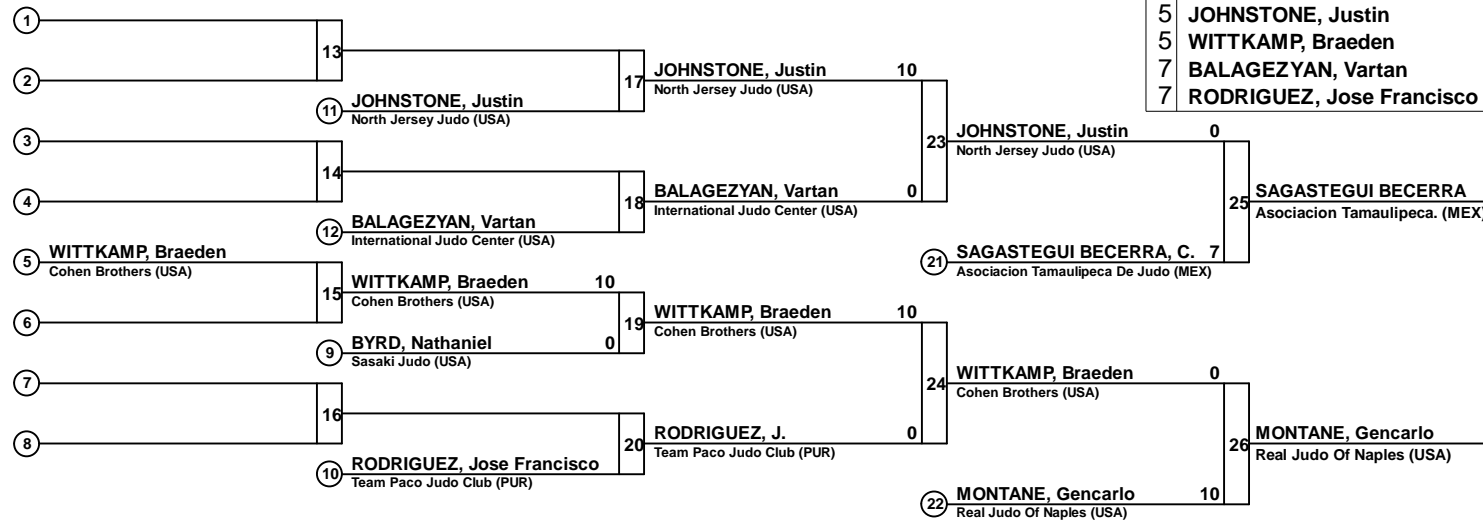 1
13
2
JOHNSTONE, Justin 10
17
North Jersey Judo (USA)
11 JOHNSTONE, Justin
North Jersey Judo (USA)
3
14
4
23
JOHNSTONE, Justin 0
North Jersey Judo (USA)
18
BALAGEZYAN, Vartan 0
International Judo Center (USA)
12 BALAGEZYAN, Vartan
International Judo Center (USA)
25
SAGASTEGUI BECERRA
Asociacion Tamaulipeca. (MEX)
21 SAGASTEGUI BECERRA, C. 7
Asociacion Tamaulipeca De Judo (MEX)
5 WITTKAMP, Braeden
Cohen Brothers (USA)
15
6
WITTKAMP, Braeden 10
Cohen Brothers (USA)
19
WITTKAMP, Braeden 10
Cohen Brothers (USA)
9 BYRD, Nathaniel 0
Sasaki Judo (USA)
7
16
8
24
WITTKAMP, Braeden 0
Cohen Brothers (USA)
20
RODRIGUEZ, J. 0
Team Paco Judo Club (PUR)
10 RODRIGUEZ, Jose Francisco
Team Paco Judo Club (PUR)
26
MONTANE, Gencarlo
Real Judo Of Naples (USA)
22 MONTANE, Gencarlo 10
Real Judo Of Naples (USA)
5 JOHNSTONE, Justin
5 WITTKAMP, Braeden
7 BALAGEZYAN, Vartan
7 RODRIGUEZ, Jose Francisco